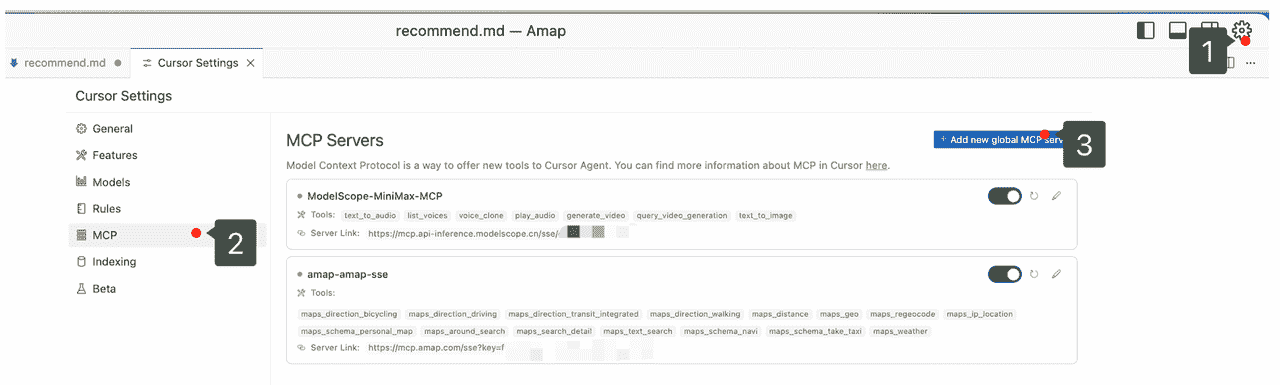 recommend.md — Amap
1
recommend.md
Cursor Settings
Cursor Settings
General
Features
Models
Rules
MCP
2
Indexing
Beta
MCP Servers
+ Add new global MCP serv
3
Model Context Protocol is a way to offer new tools to Cursor Agent. You can find more information about MCP in Cursor here.
ModelScope-MiniMax-MCP
Tools: text_to_audio list_voices voice_clone play_audio generate_video query_video_generation text_to_image
Server Link: https://mcp.api-inference.modelscope.cn/sse/
amap-amap-sse
Tools:
maps_direction_bicycling maps_direction_driving maps_direction_transit_integrated maps_direction_walking maps_distance maps_geo maps_regeocode maps_ip_location
maps_schema_personal_map maps_around_search maps_search_detail maps_text_search maps_schema_navi maps_schema_take_taxi maps_weather
Server Link: https://mcp.amap.com/sse?key=f